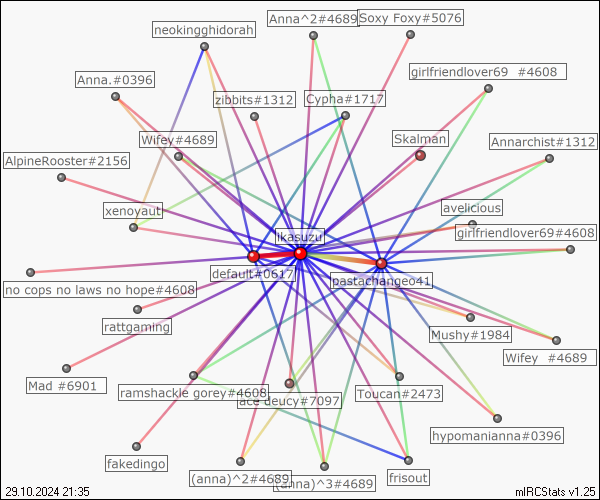 Anna^2#4689
Soxy Foxy#5076
neokingghidorah
girlfriendlover69 #4608
Anna.#0396
zibbits#1312
Cypha#1717
Wifey#4689
Skalman
Annarchist#1312
AlpineRooster#2156
xenoyaut
avelicious
ikasuzu
girlfriendlover69#4608
default#0617
pastachangeo41
no cops no laws no hope#4608
rattgaming
Mushy#1984
Wifey #4689
Mad #6901
ramshackle gorey#4608
ace deucy#7097
Toucan#2473
hypomanianna#0396
fakedingo
(anna)^2#4689
(anna)^3#4689
frisout
29.10.2024 21:35
mIRCStats v1.25